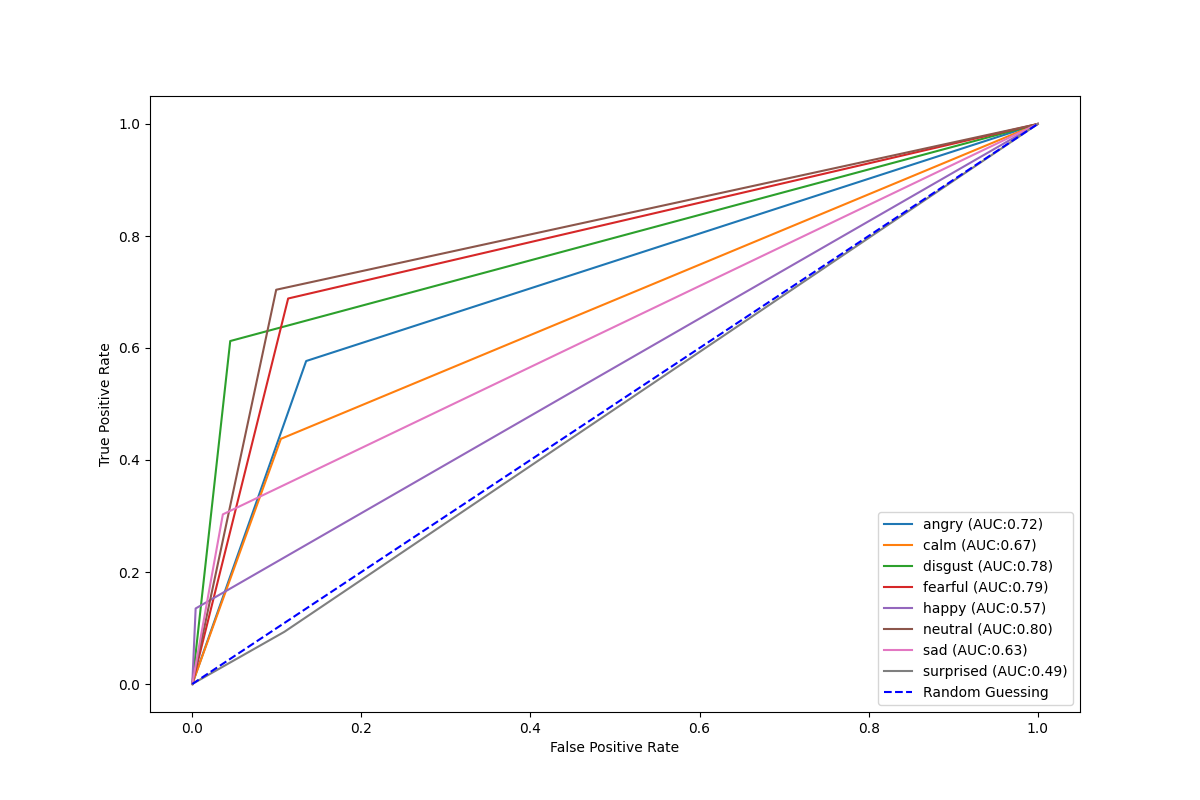 1.0
0.8
0.6
0.4
0.2
0.0
True Positive Rate
0.0 0.2 0.4 0.6 0.8 1.0
False Positive Rate
angry (AUC:0.72)
calm (AUC:0.67)
disgust (AUC:0.78)
fearful (AUC:0.79)
happy (AUC:0.57)
neutral (AUC:0.80)
sad (AUC:0.63)
surprised (AUC:0.49)
Random Guessing